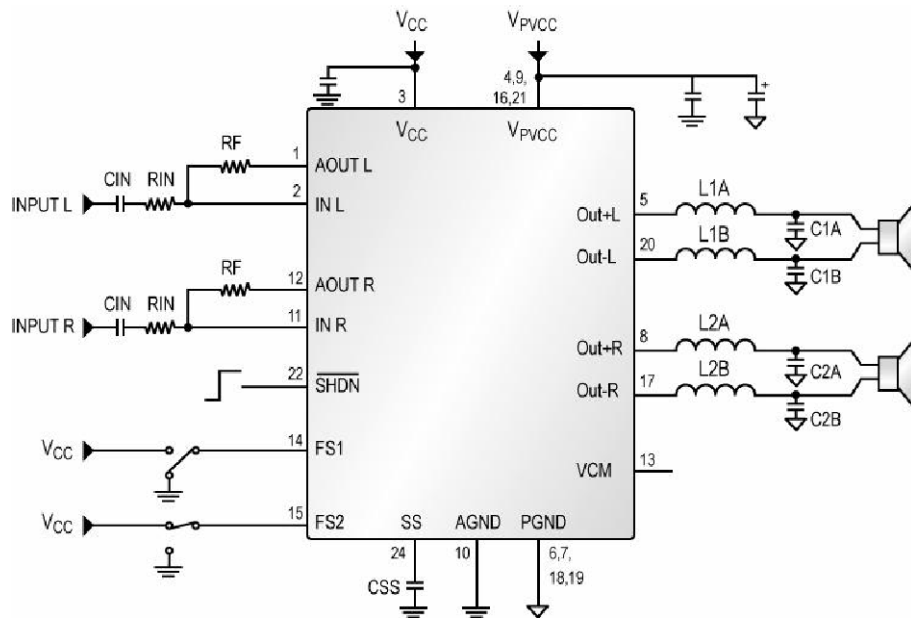 VCC
VPVCC
3
4,9,
16,21
+
VCC
VPVCC
RF
1
AOUT L
CIN
RIN
2
INPUT L
IN L
Out+L
5
L1A
C1A
Out-L
20
L1B
C1B
RF
12
AOUT R
CIN
RIN
11
INPUT R
IN R
Out+R
8
L2A
C2A
Out-R
17
L2B
C2B
22
SHDN
VCC
14
FS1
VCM
13
VCC
15
FS2
SS
AGND
PGND
24
10
6,7,
18,19
CSS